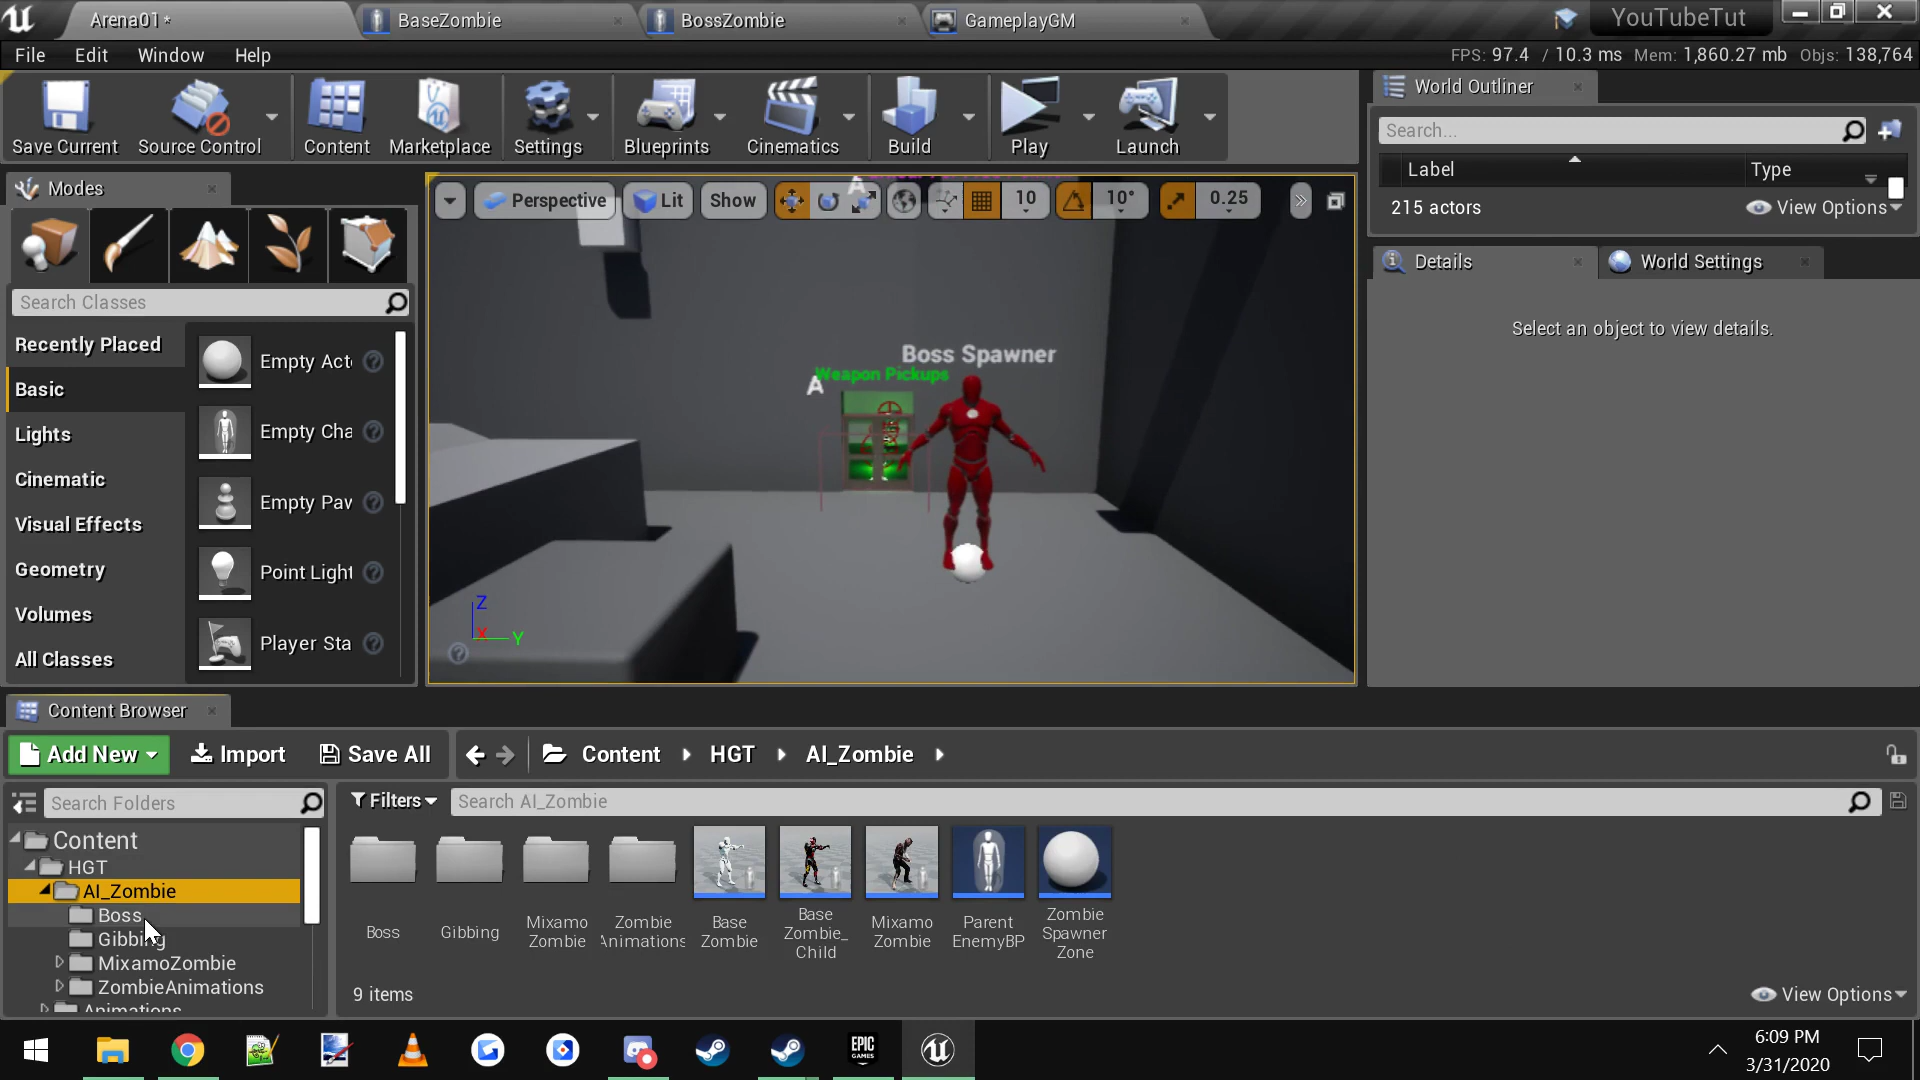 Arena01*
BaseZombie
BossZombie
GameplayGM
YouTubeTut
File Edit Window Help
FPS: 97.4 / 10.3 ms Mem: 1,860.27 mb Objs: 138,764
Save Current
Source Control
Content
Marketplace
Settings
Blueprints
Cinematics
Build
Play
Launch
World Outliner
Search...
Label
Type
215 actors
View Options
Modes
Search Classes
Recently Placed
Basic
Lights
Cinematic
Visual Effects
Geometry
Volumes
All Classes
Empty Act
Empty Cha
Empty Paw
Point Light
Player Sta
Perspective
Lit
Show
10
10°
0.25
Boss Spawner
Weapon Pickups
A
Z
X
Y
Details
World Settings
Select an object to view details.
Content Browser
Add New
Import
Save All
Content
HGT
AI_Zombie
Search Folders
Filters
Search AI_Zombie
Content
HGT
AI_Zombie
Boss
Gibbing
MixamoZombie
ZombieAnimations
Animations
Boss
Gibbing
Mixamo
Zombie
Zombie
Animations
Base
Zombie
Base
Zombie_
Child
Mixamo
Zombie
Parent
EnemyBP
Zombie
Spawner
Zone
9 items
View Options
EPIC
GAMES
6:09 PM
3/31/2020